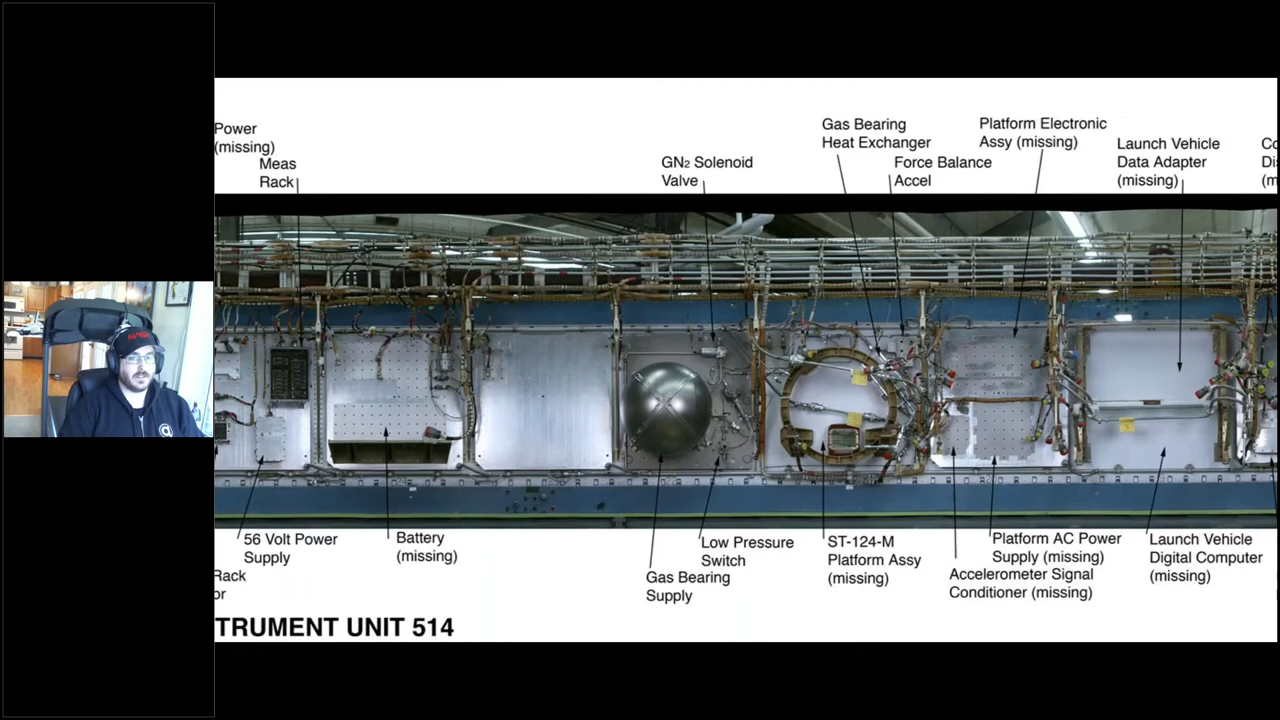 Power
(missing)
Meas
Rack
GN₂ Solenoid
Valve
Gas Bearing
Heat Exchanger
Force Balance
Accel
Platform Electronic
Assy (missing)
Launch Vehicle
Data Adapter
(missing)
Co
Di
(m
56 Volt Power
Supply
Rack
or
Battery
(missing)
Low Pressure
Switch
Gas Bearing
Supply
ST-124-M
Platform Assy
(missing)
Platform AC Power
Supply (missing)
Accelerometer Signal
Conditioner (missing)
Launch Vehicle
Digital Computer
(missing)
TRUMENT UNIT 514